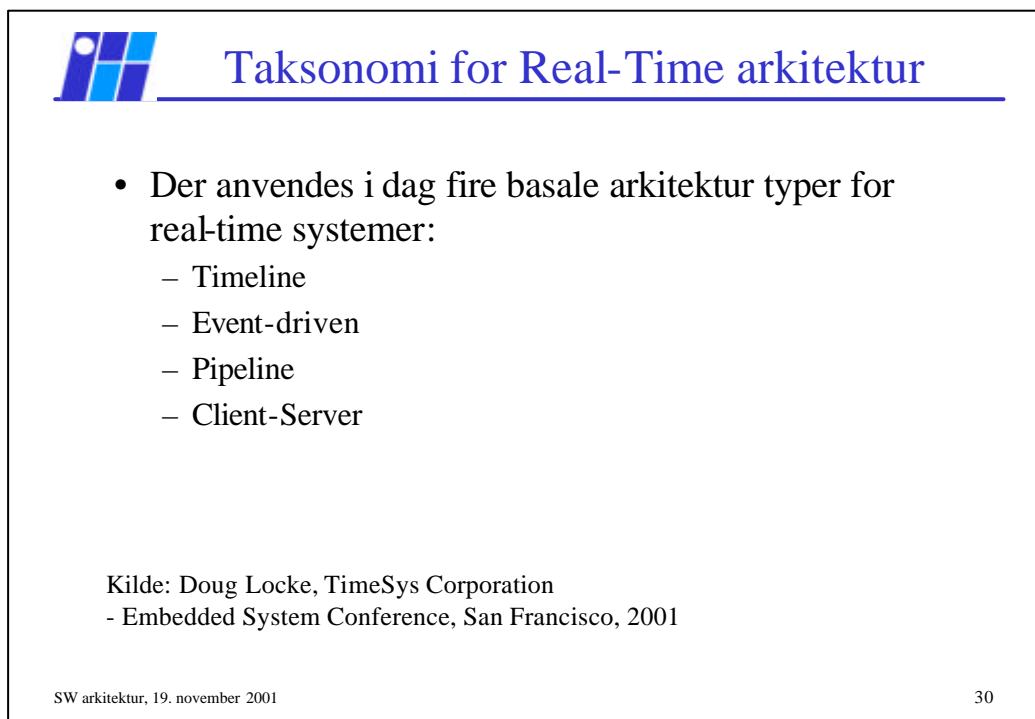 Taksonomi for Real-Time arkitektur
• Der anvendes i dag fire basale arkitektur typer for
real-time systemer:
– Timeline
– Event-driven
– Pipeline
– Client-Server
Kilde: Doug Locke, TimeSys Corporation
- Embedded System Conference, San Francisco, 2001
SW arkitektur, 19. november 2001
30